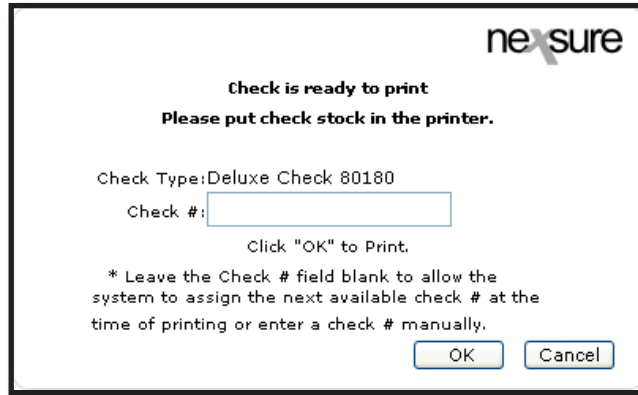 nexsure
Check is ready to print
Please put check stock in the printer.
Check Type:Deluxe Check 80180
Check #:
Click "OK" to Print.
* Leave the Check # field blank to allow the
system to assign the next available check # at the
time of printing or enter a check # manually.
OK Cancel